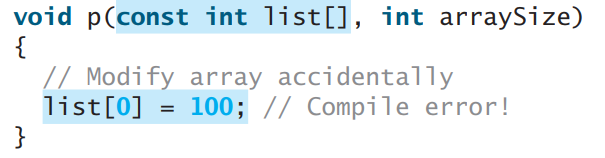 void p(const int list[], int arraySize)
{
  // Modify array accidentally
  list[0] = 100; // Compile error!
}